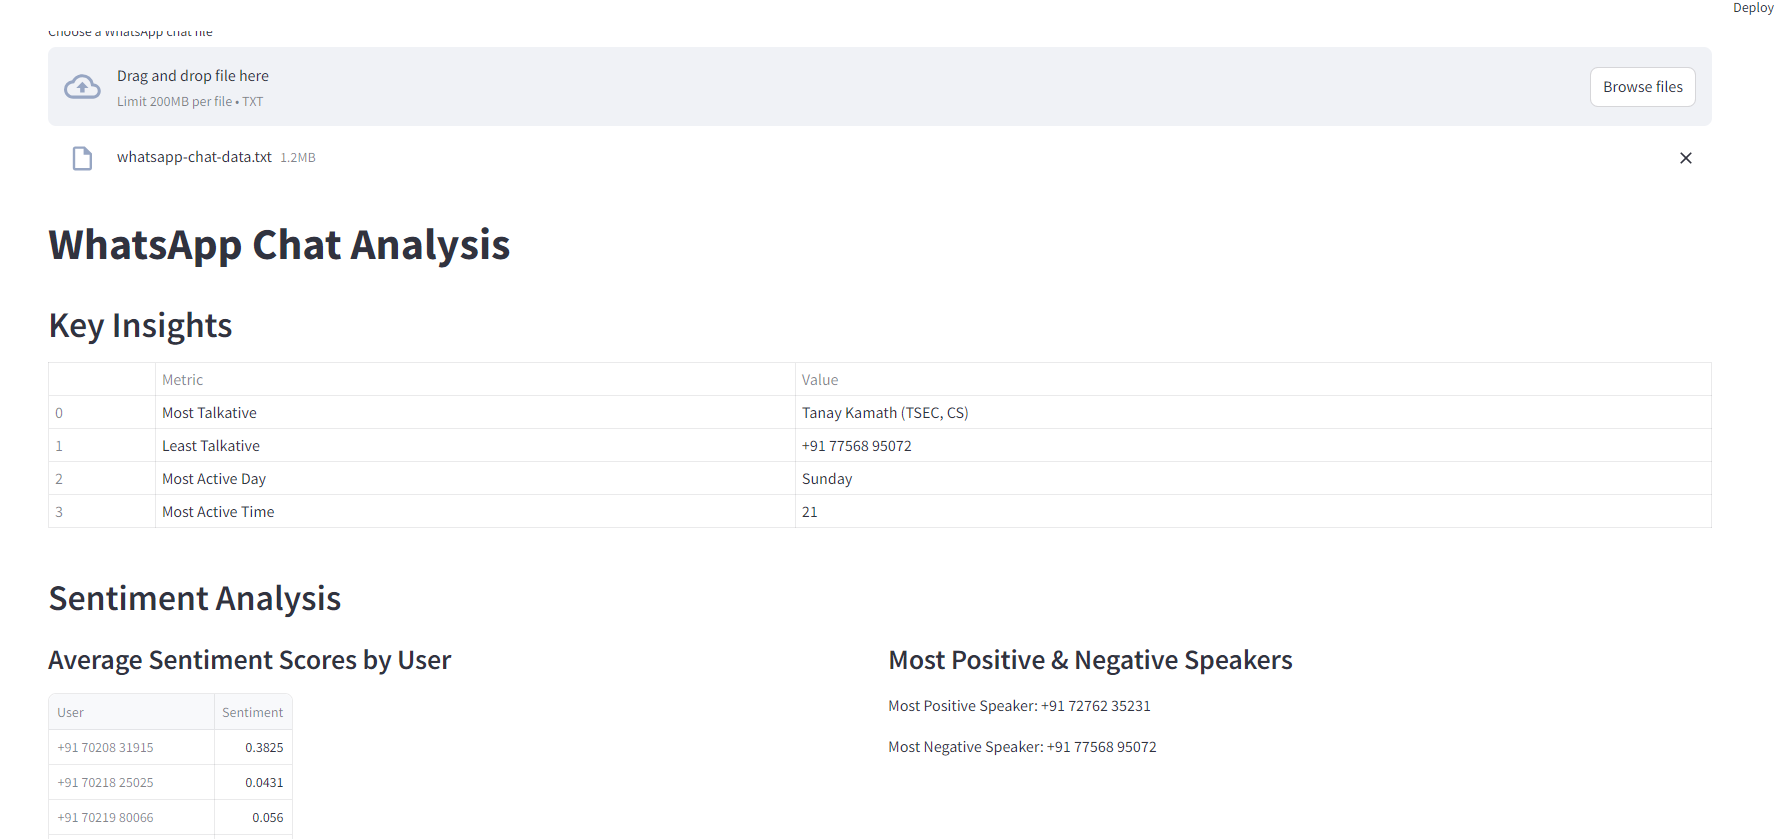 Deploy
Choose a WhatsApp chat file
Drag and drop file here
Limit 200MB per file • TXT
Browse files
whatsapp-chat-data.txt 1.2MB
WhatsApp Chat Analysis
Key Insights
Metric Value
0 Most Talkative Tanay Kamath (TSEC, CS)
1 Least Talkative +91 77568 95072
2 Most Active Day Sunday
3 Most Active Time 21
Sentiment Analysis
Average Sentiment Scores by User
User Sentiment
+91 70208 31915 0.3825
+91 70218 25025 0.0431
+91 70219 80066 0.056
Most Positive & Negative Speakers
Most Positive Speaker: +91 72762 35231
Most Negative Speaker: +91 77568 95072